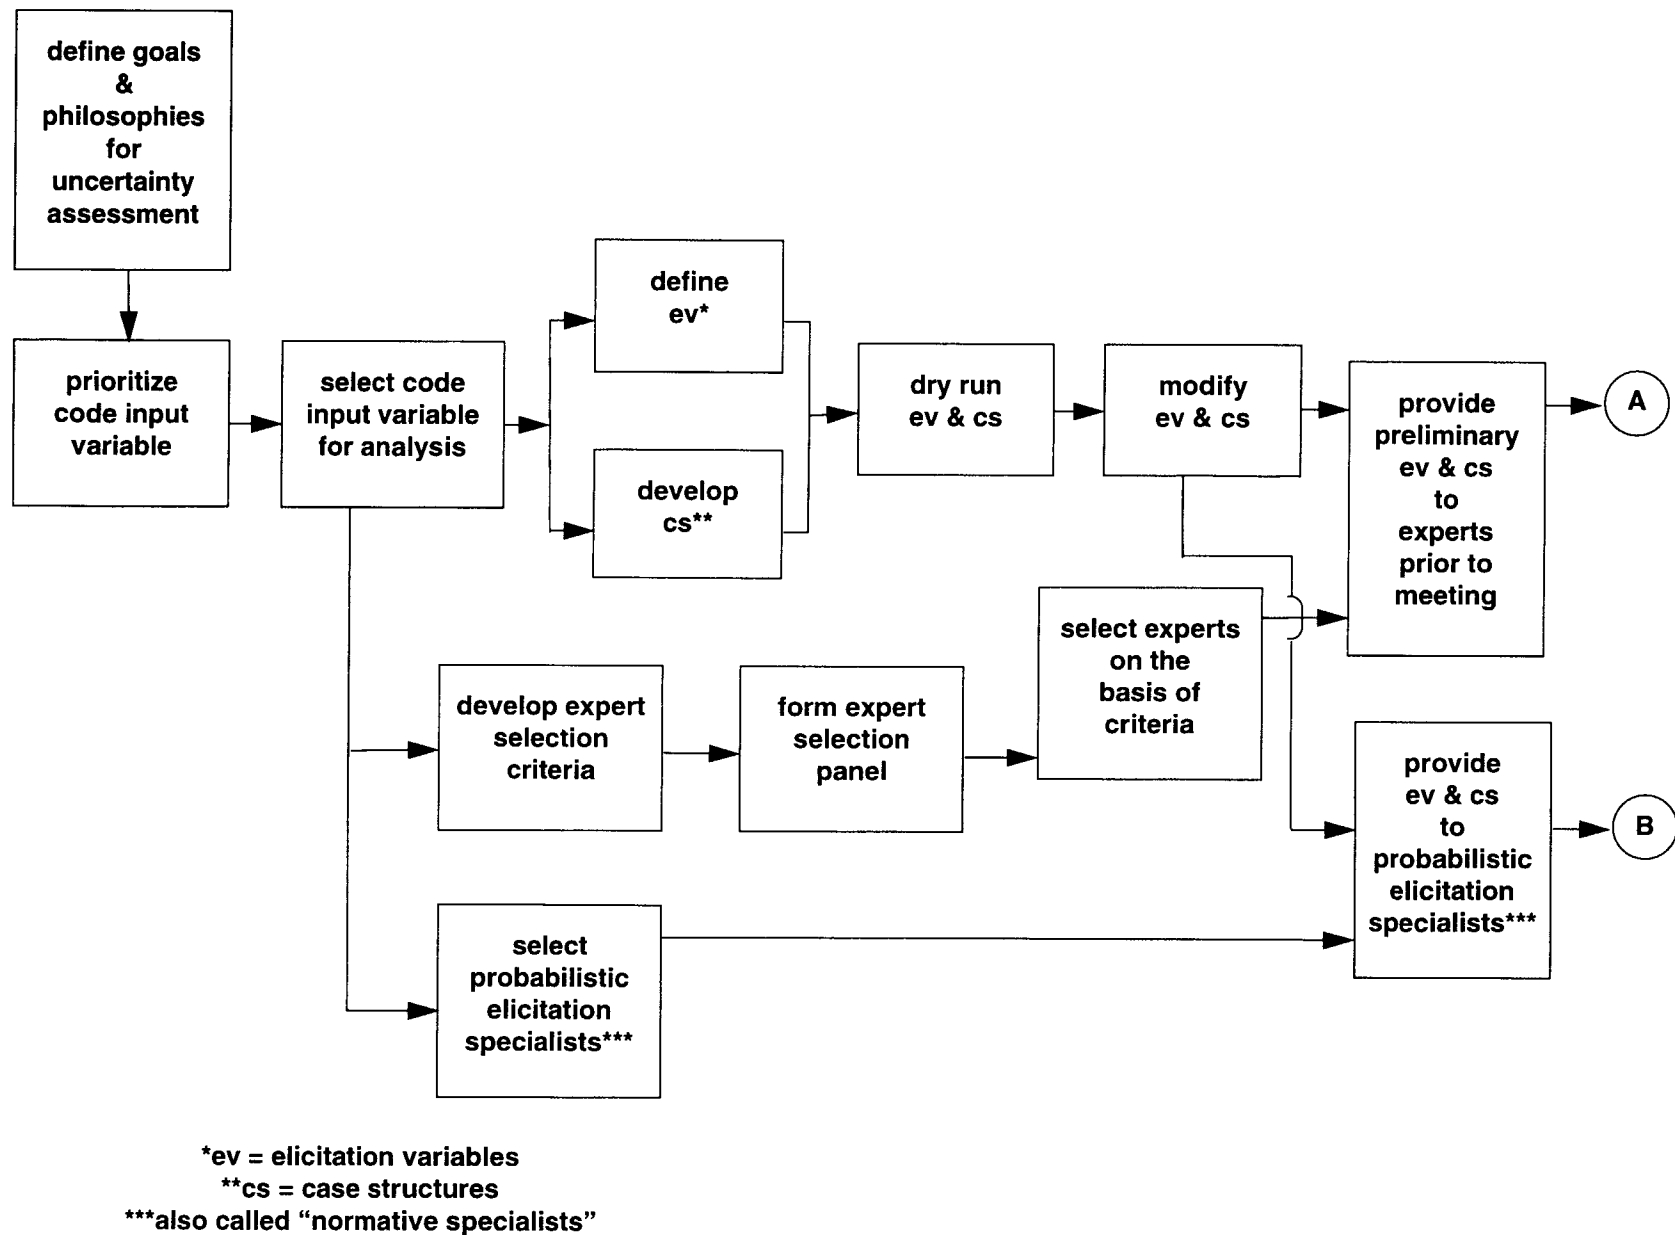 define goals
&
philosophies
for
uncertainty
assessment
prioritize
code input
variable
select code
input variable
for analysis
define
ev*
develop
cs**
dry run
ev & cs
modify
ev & cs
provide
preliminary
ev & cs
to
experts
prior to
meeting
A
develop expert
selection
criteria
form expert
selection
panel
select experts
on the
basis of
criteria
select
probabilistic
elicitation
specialists***
provide
ev & cs
to
probabilistic
elicitation
specialists***
B
*ev = elicitation variables
**cs = case structures
***also called “normative specialists”